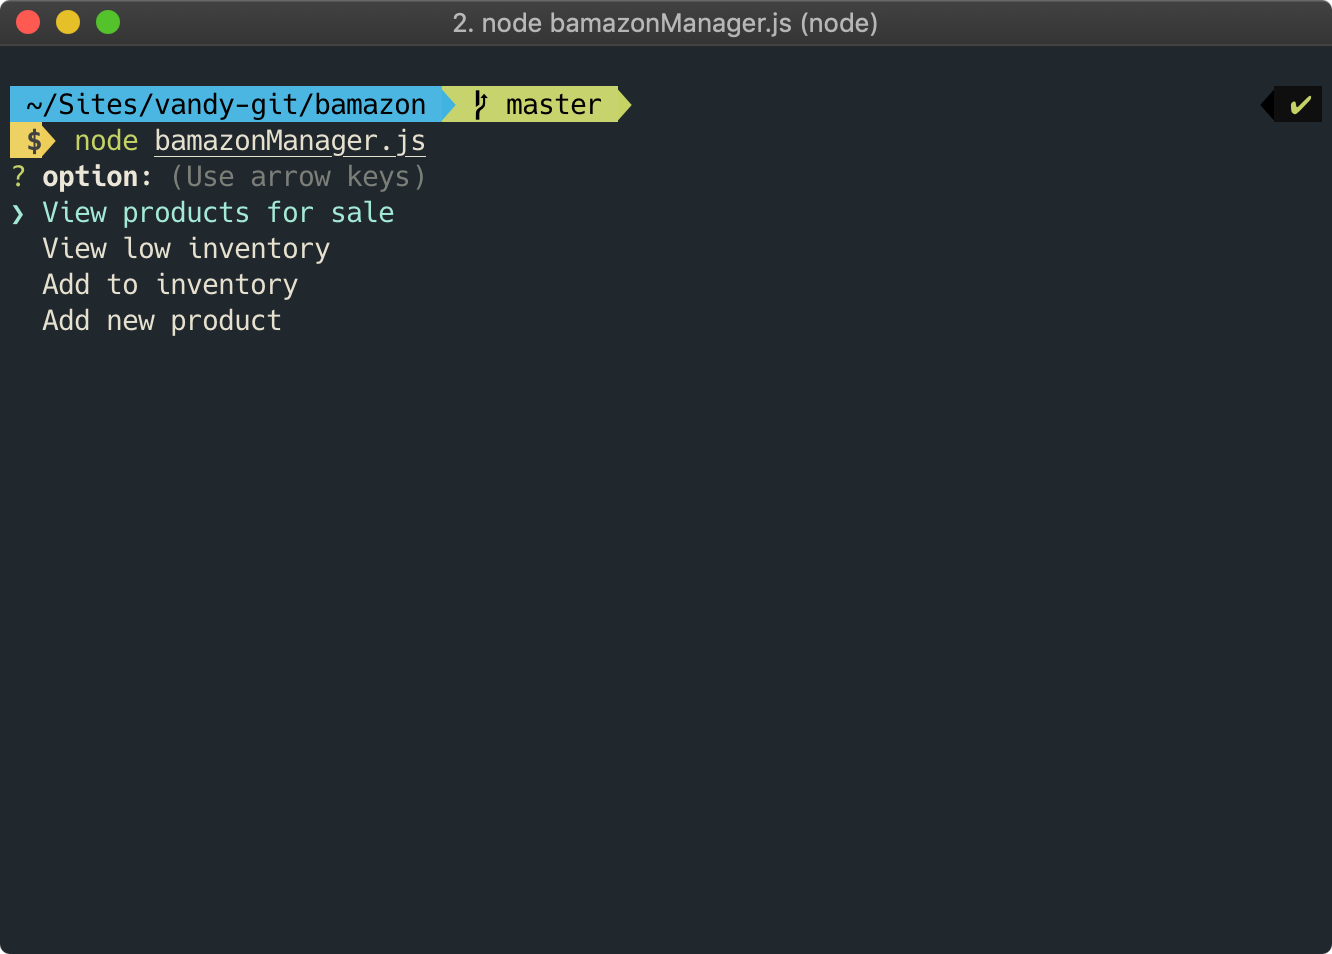 2. node bamazonManager.js (node)
~/Sites/vandy-git/bamazon master ✔
$ node bamazonManager.js
? option: (Use arrow keys)
❯ View products for sale
View low inventory
Add to inventory
Add new product